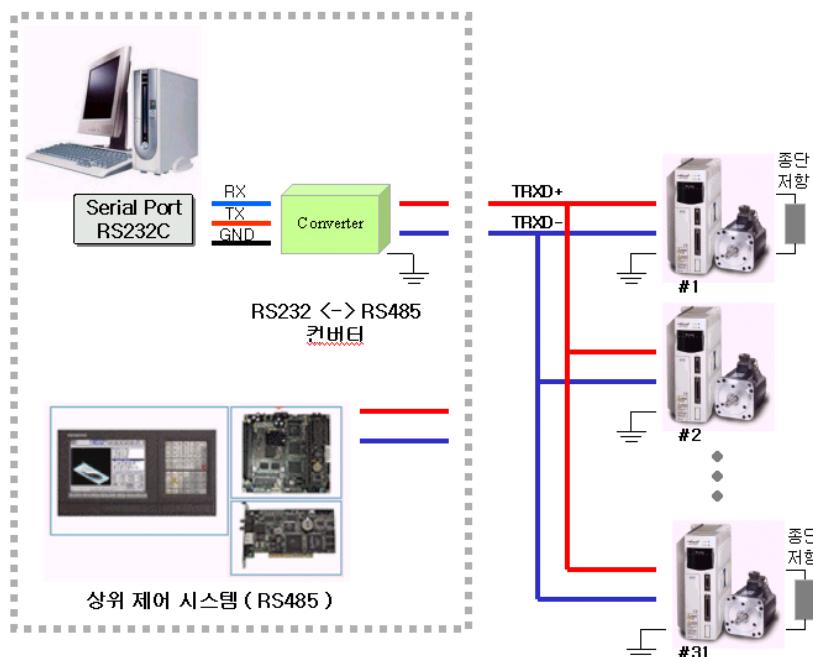 Serial Port
RS232C
RX
TX
GND
Converter
RS232 <-> RS485
컨버터
TRXD+
TRXD-
종단
저항
#1
#2
종단
저항
#31
상위 제어 시스템 ( RS485 )